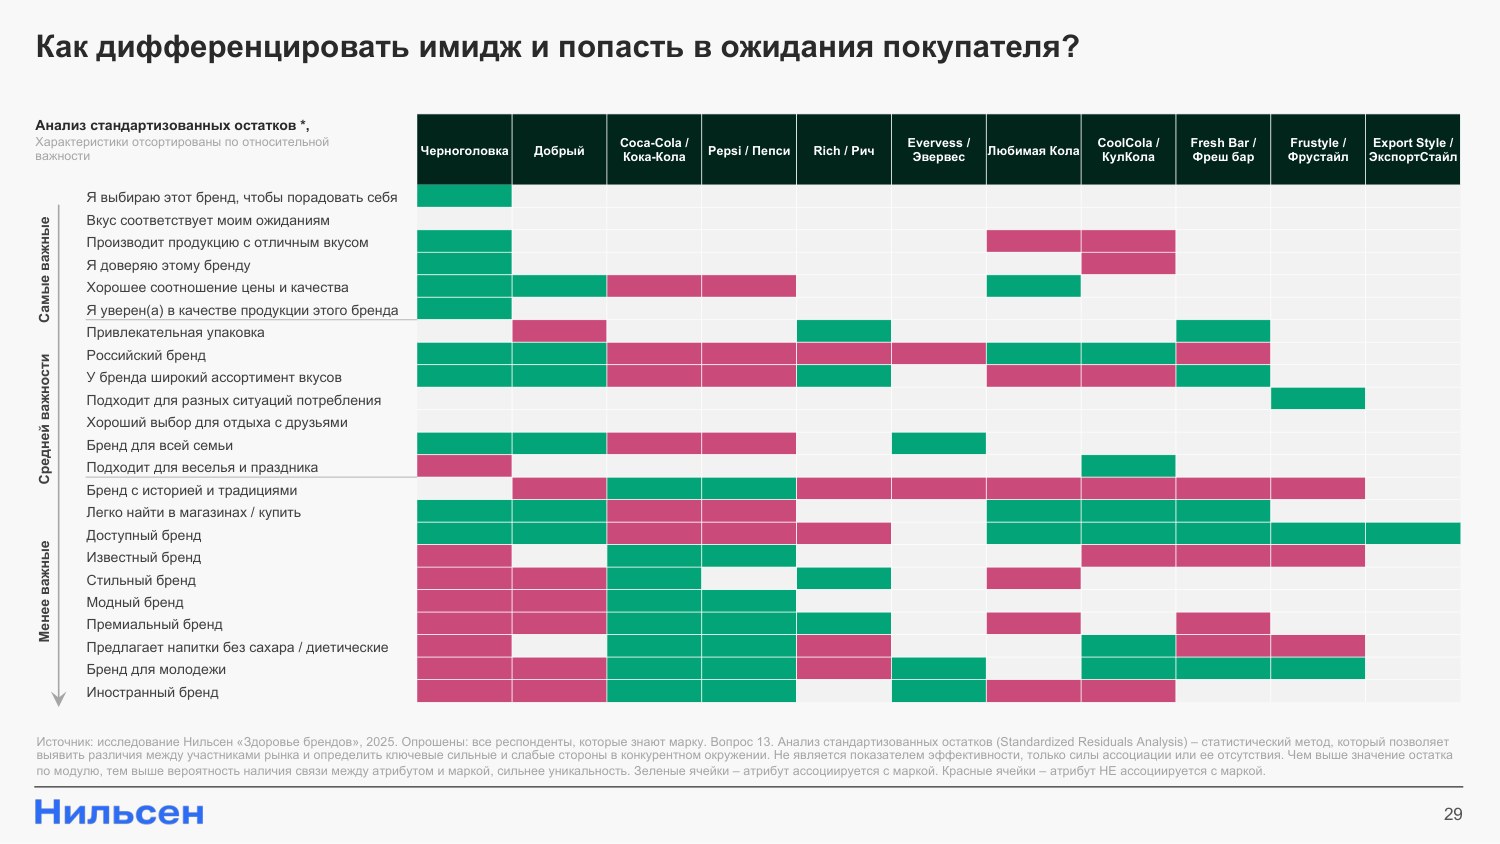 Как дифференцировать имидж и попасть в ожидания покупателя?
Анализ стандартизованных остатков *,
Характеристики отсортированы по относительной
важности
Черноголовка
Добрый
Coca-Cola /
Кока-Кола
Pepsi / Пепси
Rich / Рич
Evervess /
Эвервес
Любимая Кола
CoolCola /
КулКола
Fresh Bar /
Фреш бар
Frustyle /
Фрустайл
Export Style /
ЭкспортСтайл
Самые важные
Я выбираю этот бренд, чтобы порадовать себя
Вкус соответствует моим ожиданиям
Производит продукцию с отличным вкусом
Я доверяю этому бренду
Хорошее соотношение цены и качества
Я уверен(а) в качестве продукции этого бренда
Средней важности
Привлекательная упаковка
Российский бренд
У бренда широкий ассортимент вкусов
Подходит для разных ситуаций потребления
Хороший выбор для отдыха с друзьями
Бренд для всей семьи
Подходит для веселья и праздника
Менее важные
Бренд с историей и традициями
Легко найти в магазинах / купить
Доступный бренд
Известный бренд
Стильный бренд
Модный бренд
Премиальный бренд
Предлагает напитки без сахара / диетические
Бренд для молодежи
Иностранный бренд
Источник: исследование Нильсен «Здоровье брендов», 2025. Опрошены: все респонденты, которые знают марку. Вопрос 13. Анализ стандартизованных остатков (Standardized Residuals Analysis) – статистический метод, который позволяет
выявить различия между участниками рынка и определить ключевые сильные и слабые стороны в конкурентном окружении. Не является показателем эффективности, только силы ассоциации или ее отсутствия. Чем выше значение остатка
по модулю, тем выше вероятность наличия связи между атрибутом и маркой, сильнее уникальность. Зеленые ячейки – атрибут ассоциируется с маркой. Красные ячейки – атрибут НЕ ассоциируется с маркой.
Нильсен
29